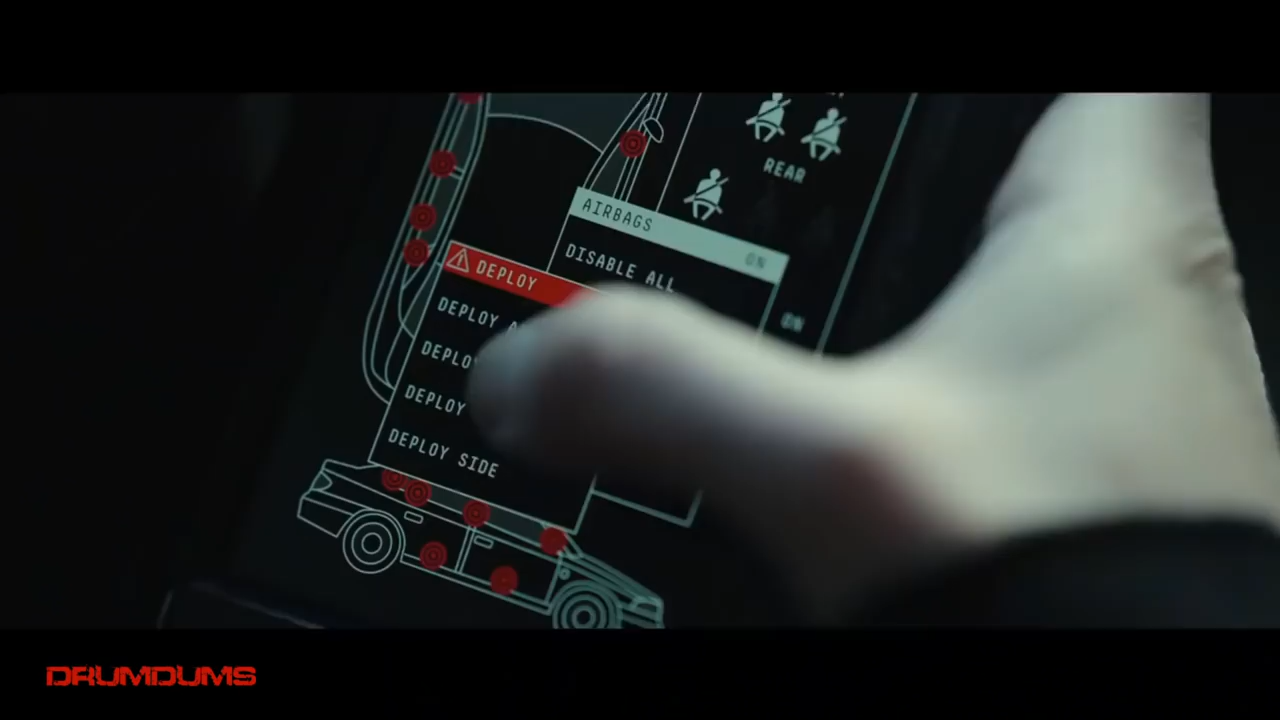 REAR
AIRBAGS ON
DISABLE ALL
ON
DEPLOY
DEPLOY
DEPLOY
DEPLOY
DEPLOY SIDE
DRUMDUMS